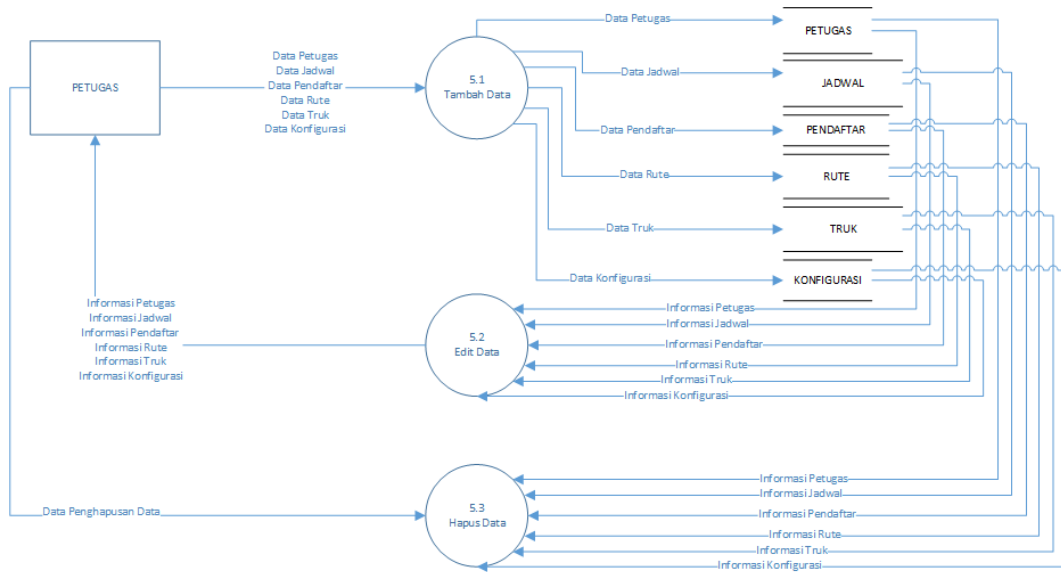 PETUGAS
Data Petugas
Data Jadwal
Data Pendaftar
Data Rute
Data Truk
Data Konfigurasi
5.1
Tambah Data
Data Petugas
Data Jadwal
Data Pendaftar
Data Rute
Data Truk
Data Konfigurasi
PETUGAS
JADWAL
PENDAFTAR
RUTE
TRUK
KONFIGURASI
Informasi Petugas
Informasi Jadwal
Informasi Pendaftar
Informasi Rute
Informasi Truk
Informasi Konfigurasi
5.2
Edit Data
Informasi Petugas
Informasi Jadwal
Informasi Pendaftar
Informasi Rute
Informasi Truk
Informasi Konfigurasi
Data Penghapusan Data
5.3
Hapus Data
Informasi Petugas
Informasi Jadwal
Informasi Pendaftar
Informasi Rute
Informasi Truk
Informasi Konfigurasi